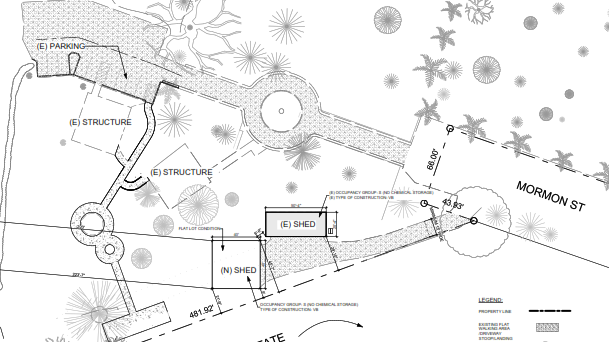 (E) PARKING
(E) STRUCTURE
(E) STRUCTURE
66.00'
MORMON ST
43.93'
(E) OCCUPANCY GROUP: S (NO CHEMICAL STORAGE)
(E) TYPE OF CONSTRUCTION: VB
(E) SHED
FLAT LOT CONDITION
(N) SHED
OCCUPANCY GROUP: S (NO CHEMICAL STORAGE)
TYPE OF CONSTRUCTION: VB
481.92'
LEGEND:
PROPERTY LINE
EXISTING FLAT
WALKING AREA
/DRIVEWAY
STOOP/LANDING